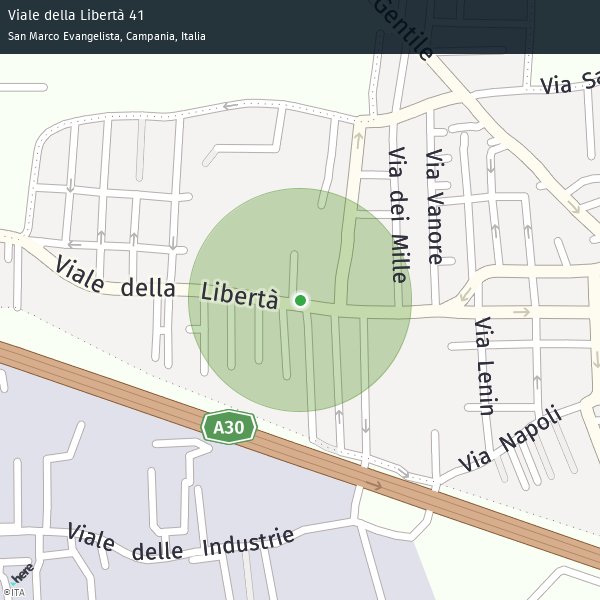 Viale della Libertà 41
San Marco Evangelista, Campania, Italia
Gentile
Via Sa
Via dei Mille
Via Vanore
Viale della Libertà
Via Lenin
A30
Via Napoli
Viale delle Industrie
here
©ITA